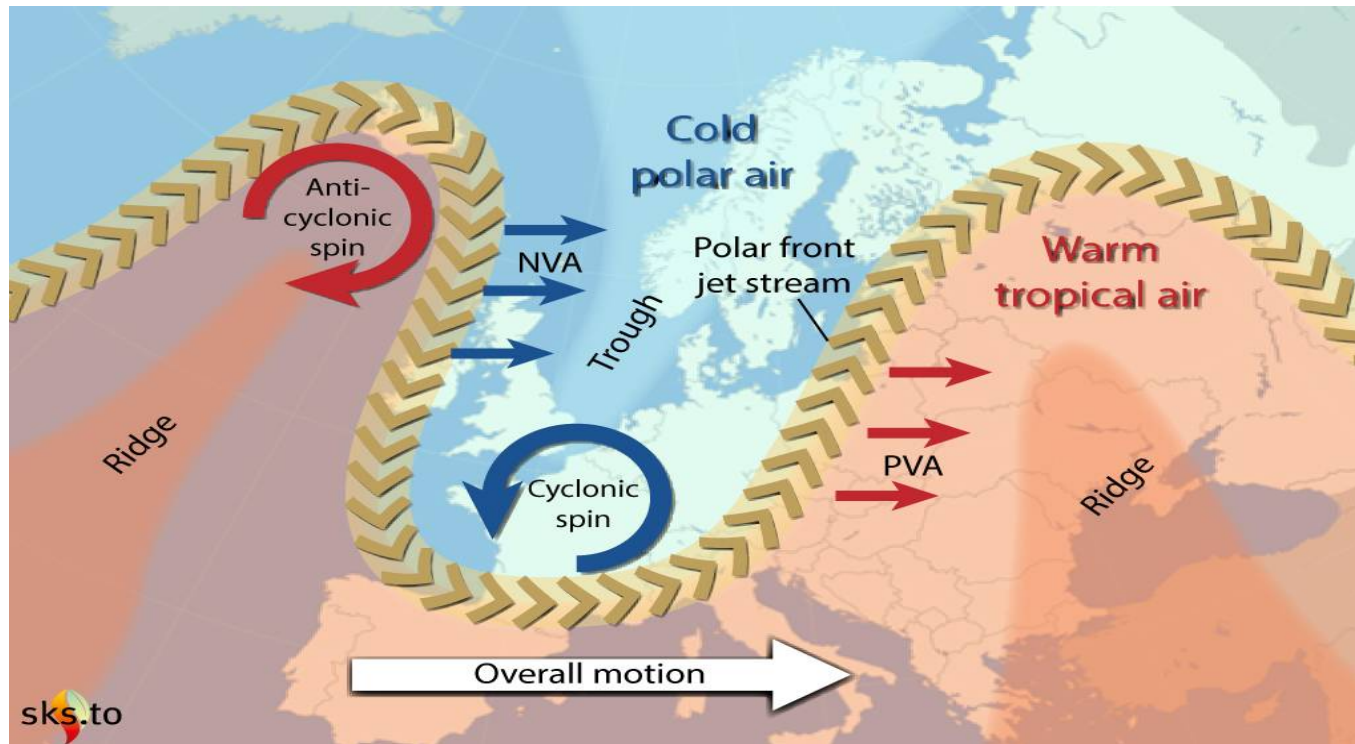 Anti-
cyclonic
spin
Cold
polar air
NVA
Trough
Polar front
jet stream
Warm
tropical air
Ridge
Cyclonic
spin
PVA
Ridge
Overall motion
sks.to